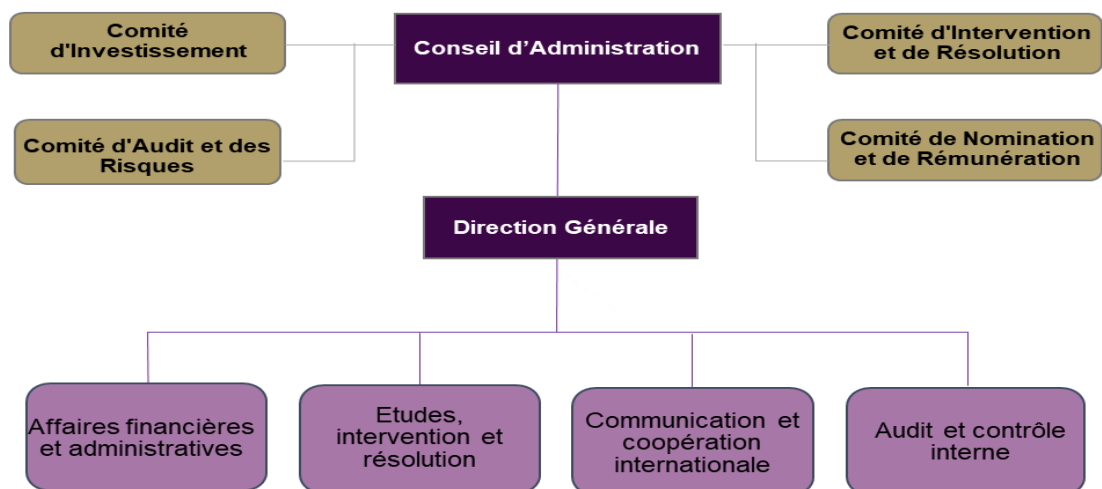 Comité
d'Investissement
Conseil d’Administration
Comité d'Intervention
et de Résolution
Comité d'Audit et des
Risques
Comité de Nomination
et de Rémunération
Direction Générale
Affaires financières
et administratives
Etudes,
intervention et
résolution
Communication et
coopération
internationale
Audit et contrôle
interne